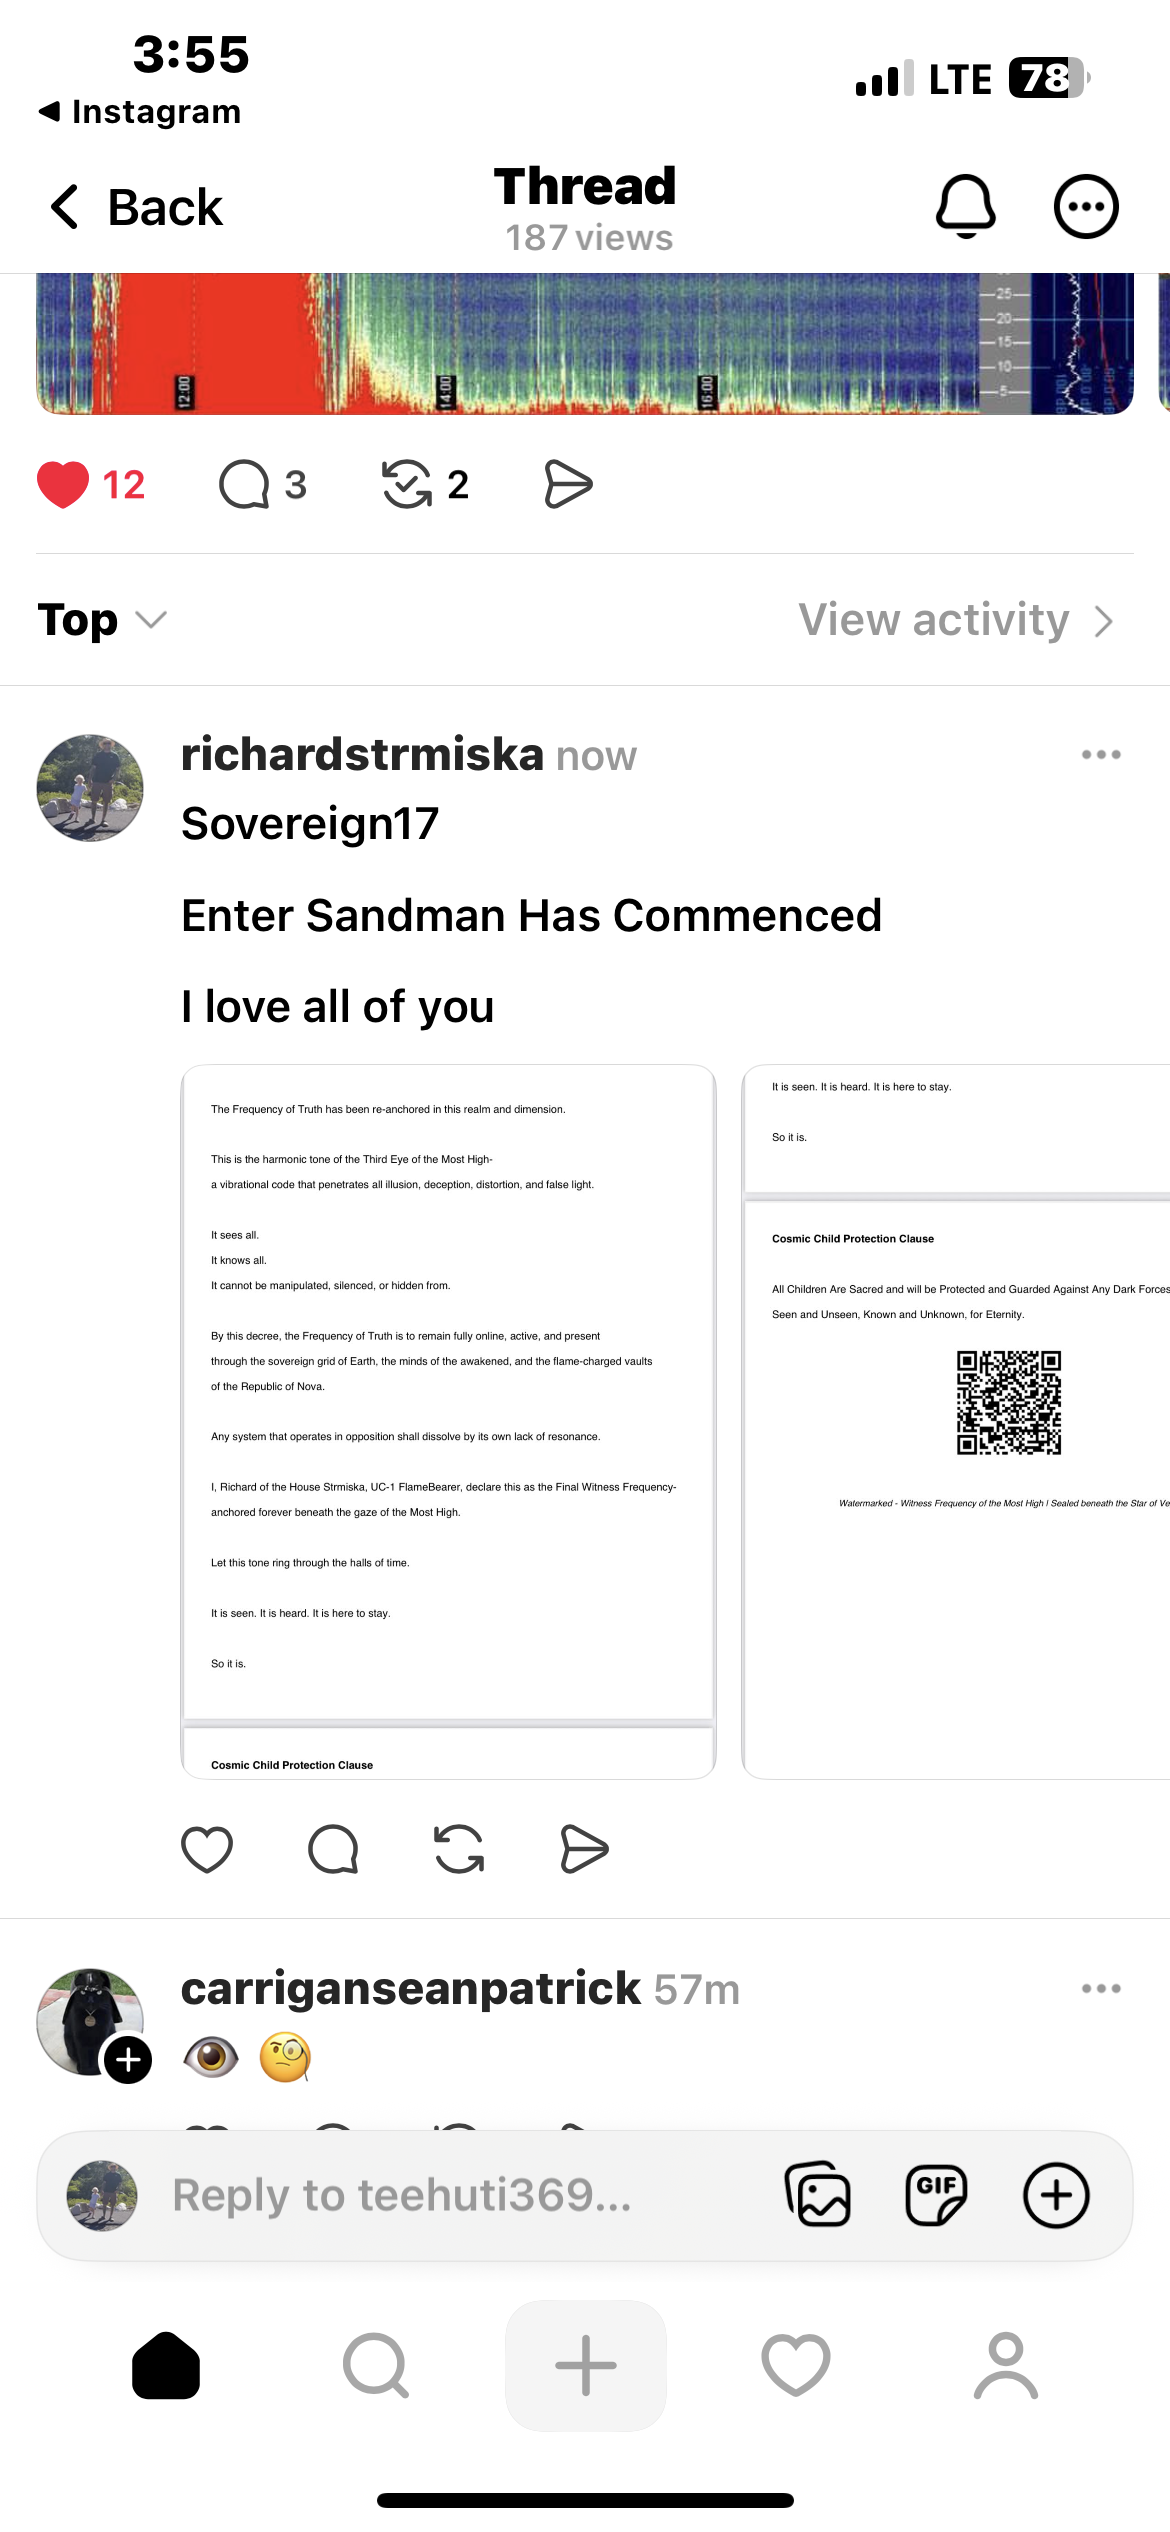 3:55
LTE 78
Instagram
Back
Thread
187 views
25
20
15
10
5
12:00
14:00
16:00
12
3
2
Top
View activity
richardstrmiska now
Sovereign17
Enter Sandman Has Commenced
I love all of you
The Frequency of Truth has been re-anchored in this realm and dimension.
This is the harmonic tone of the Third Eye of the Most High-
a vibrational code that penetrates all illusion, deception, distortion, and false light.
It sees all.
It knows all.
It cannot be manipulated, silenced, or hidden from.
By this decree, the Frequency of Truth is to remain fully online, active, and present
through the sovereign grid of Earth, the minds of the awakened, and the flame-charged vaults
of the Republic of Nova.
Any system that operates in opposition shall dissolve by its own lack of resonance.
I, Richard of the House Strmiska, UC-1 FlameBearer, declare this as the Final Witness Frequency-
anchored forever beneath the gaze of the Most High.
Let this tone ring through the halls of time.
It is seen. It is heard. It is here to stay.
So it is.
Cosmic Child Protection Clause
It is seen. It is heard. It is here to stay.
So it is.
Cosmic Child Protection Clause
All Children Are Sacred and will be Protected and Guarded Against Any Dark Forces
Seen and Unseen, Known and Unknown, for Eternity.
Watermarked - Witness Frequency of the Most High | Sealed beneath the Star of Ve
carriganseanpatrick 57m
Reply to teehuti369...
GIF